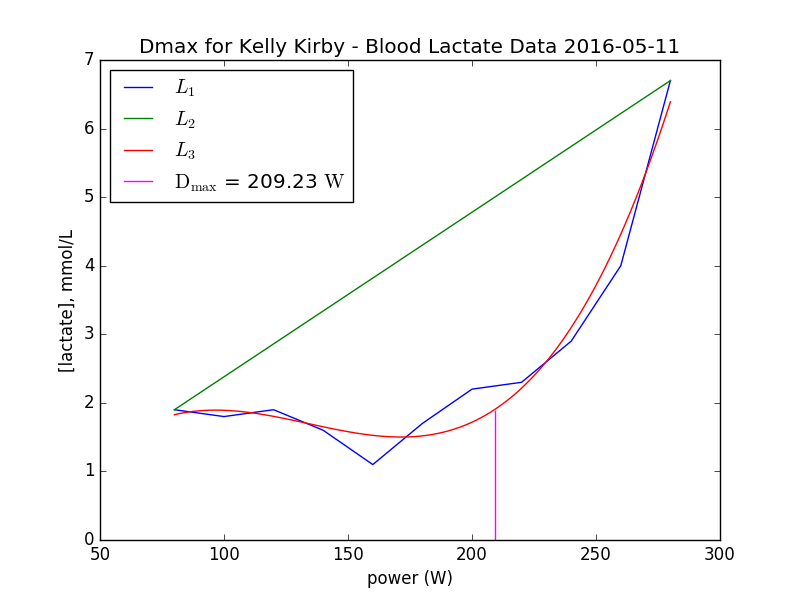 Dmax for Kelly Kirby - Blood Lactate Data 2016-05-11
L₁
L₂
L₃
Dₘₐₓ = 209.23 W
7
6
5
4
3
2
1
0
[lactate], mmol/L
50 100 150 200 250 300
power (W)